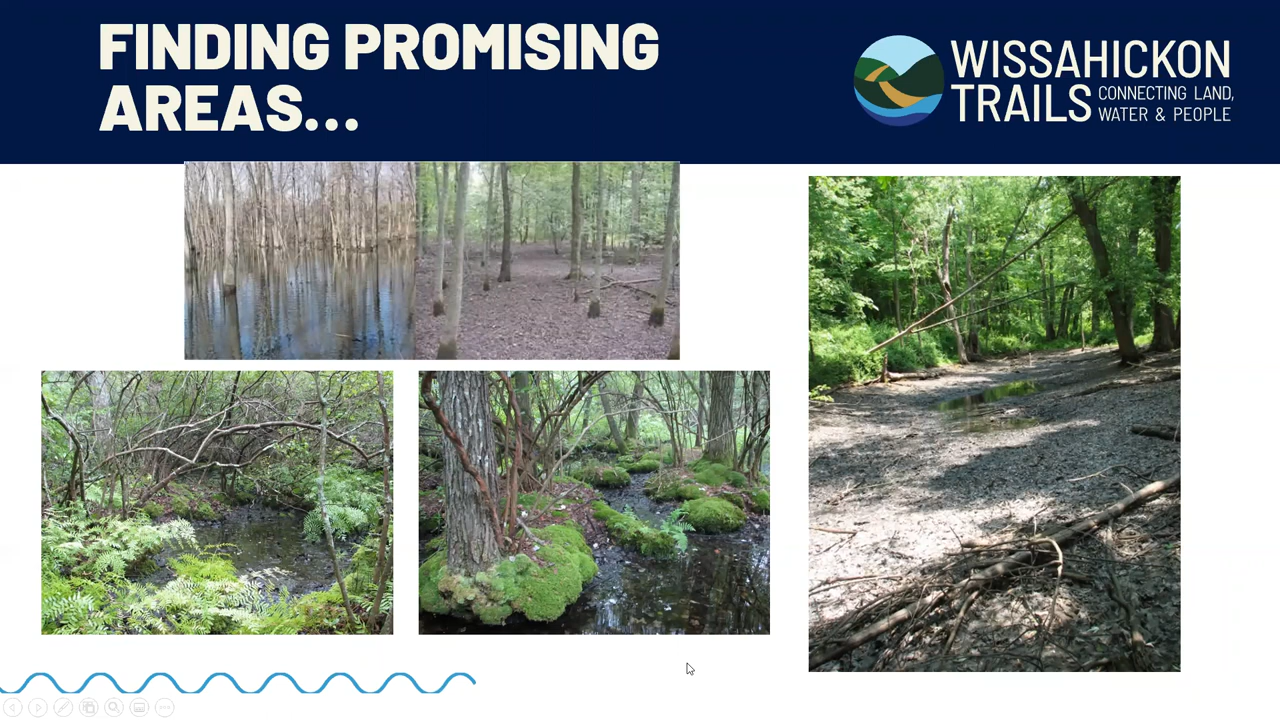 FINDING PROMISING
AREAS...
WISSAHICKON
TRAILS CONNECTING LAND,
WATER & PEOPLE